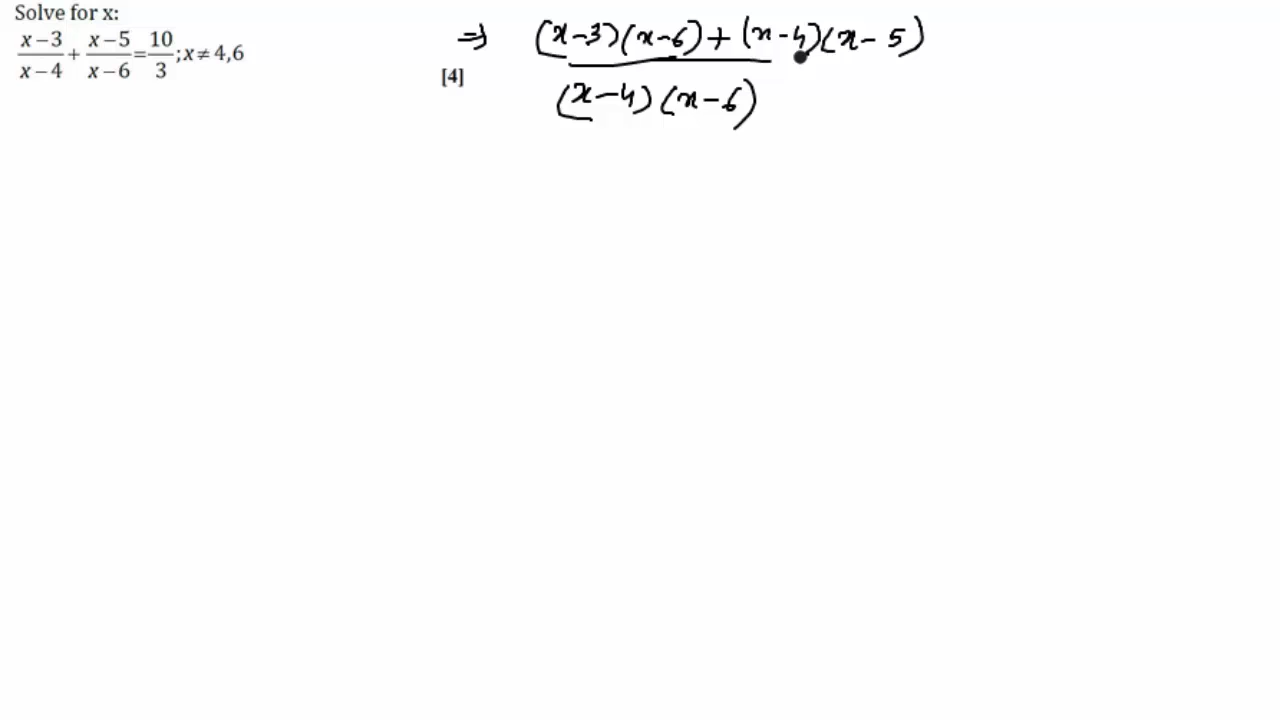 Solve for x:
x−3/x−4 + x−5/x−6 = 10/3 ; x ≠ 4,6
[4]
⇒ (x−3)(x−6)+(x−4)(x−5)
(x−4)(x−6)